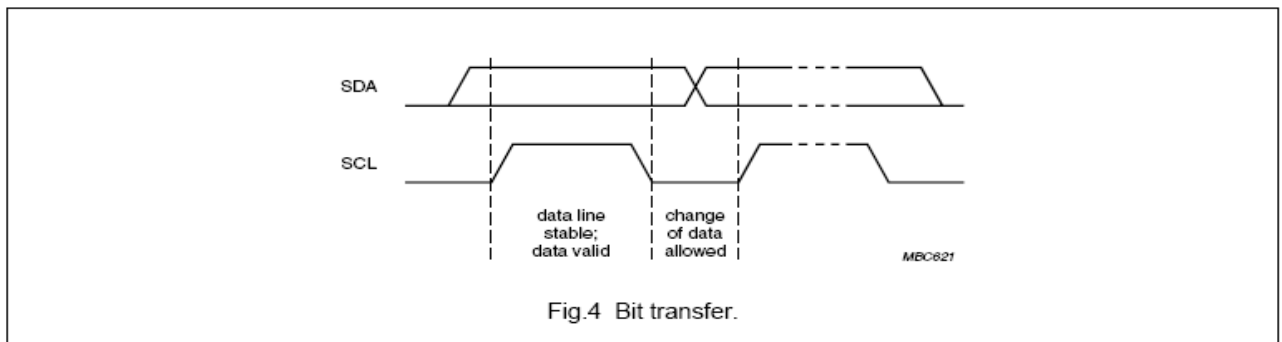 SDA
SCL
data line
stable;
data valid
change
of data
allowed
MBC621
Fig.4 Bit transfer.